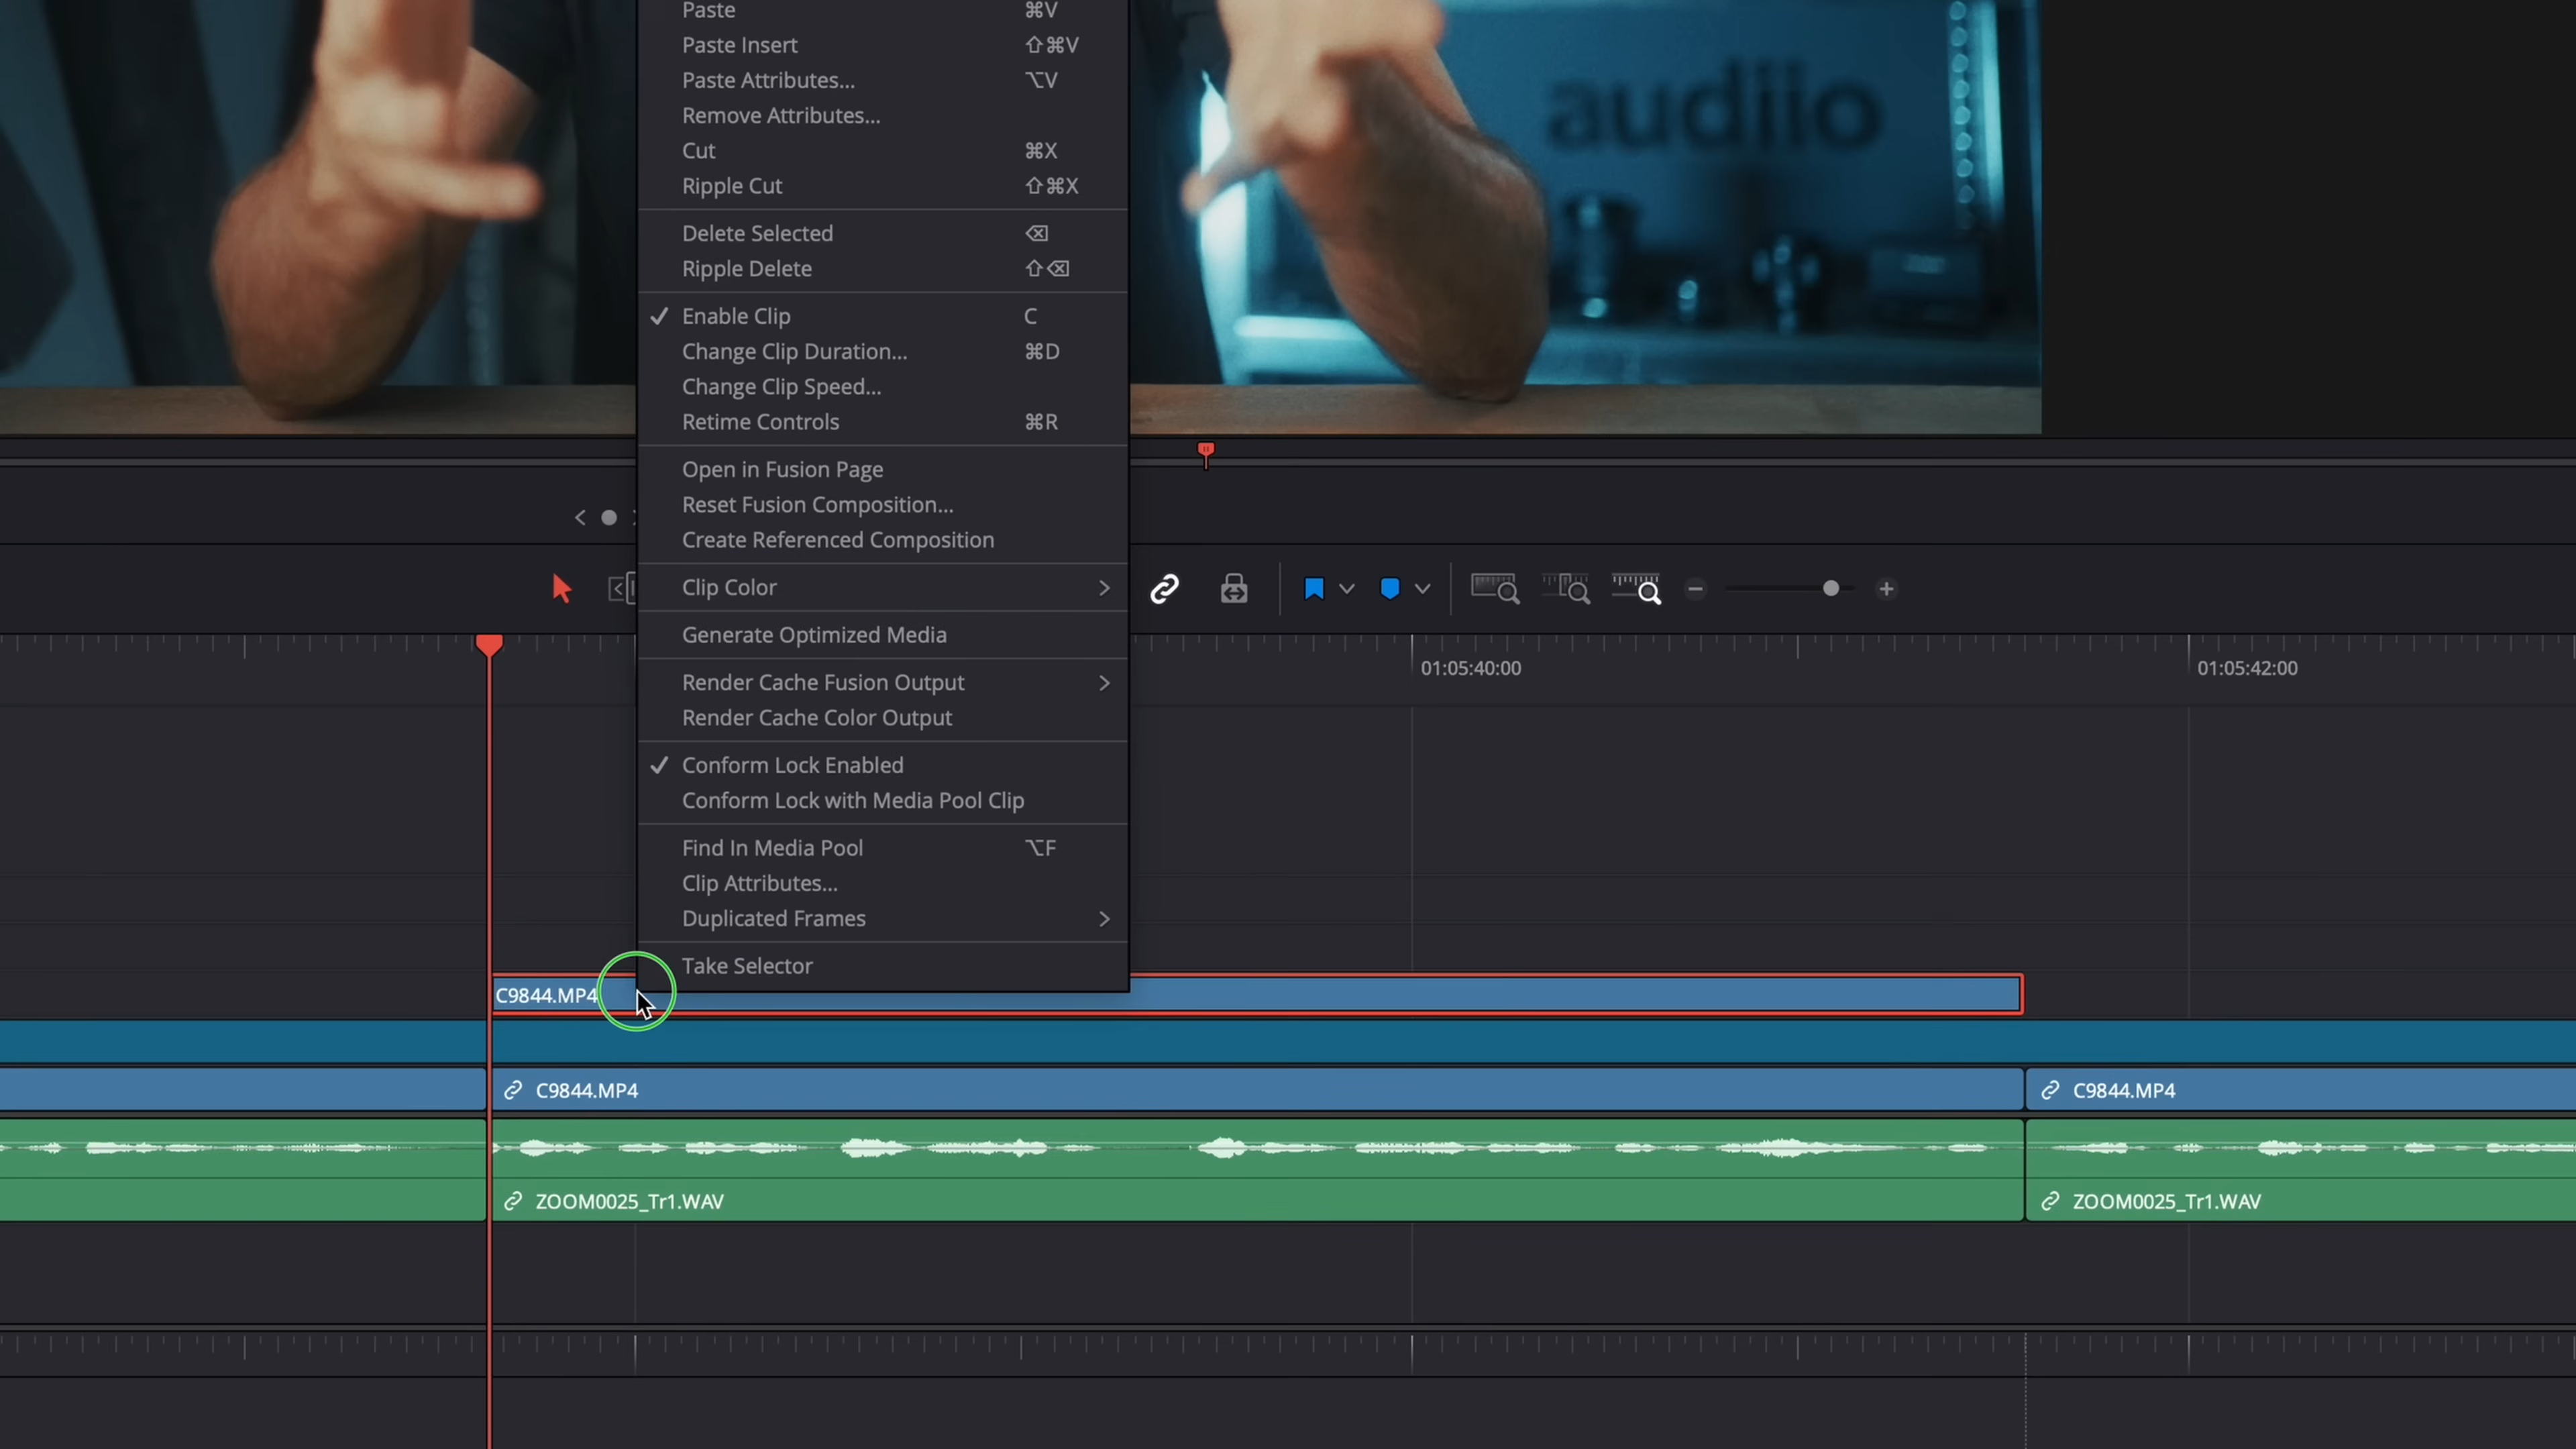 Paste ⌘V
Paste Insert ⇧⌘V
Paste Attributes... ⌥V
Remove Attributes...
Cut ⌘X
Ripple Cut ⇧⌘X
Delete Selected ⌫
Ripple Delete ⇧⌫
✓ Enable Clip C
Change Clip Duration... ⌘D
Change Clip Speed...
Retime Controls ⌘R
Open in Fusion Page
Reset Fusion Composition...
Create Referenced Composition
Clip Color
Generate Optimized Media
Render Cache Fusion Output
Render Cache Color Output
✓ Conform Lock Enabled
Conform Lock with Media Pool Clip
Find In Media Pool ⌥F
Clip Attributes...
Duplicated Frames
Take Selector
audiio
01:05:40:00
01:05:42:00
C9844.MP4
C9844.MP4
C9844.MP4
ZOOM0025_Tr1.WAV
ZOOM0025_Tr1.WAV